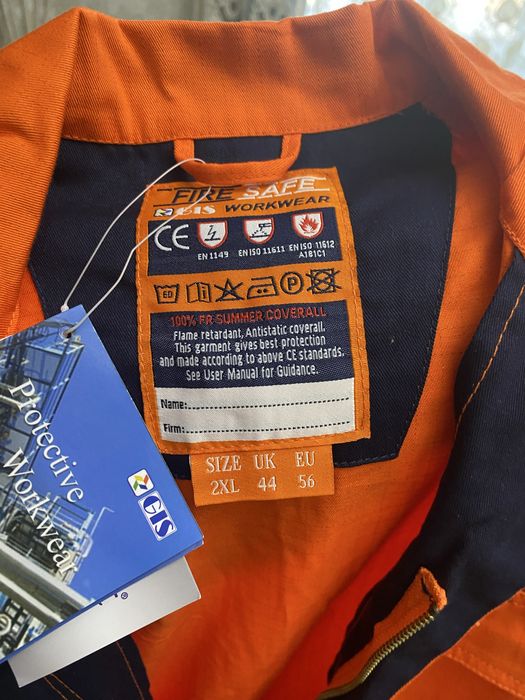 FIRE SAFE
GIS WORKWEAR
CE
EN 1149 EN ISO 11611 EN ISO 11612
A1B1C1
P
100% FR SUMMER COVERALL
Flame retardant, Antistatic coverall.
This garment gives best protection
and made according to above CE standards.
See User Manual for Guidance.
Name:
Firm:
SIZE UK EU
2XL 44 56
Protective
Workwear
GIS
®